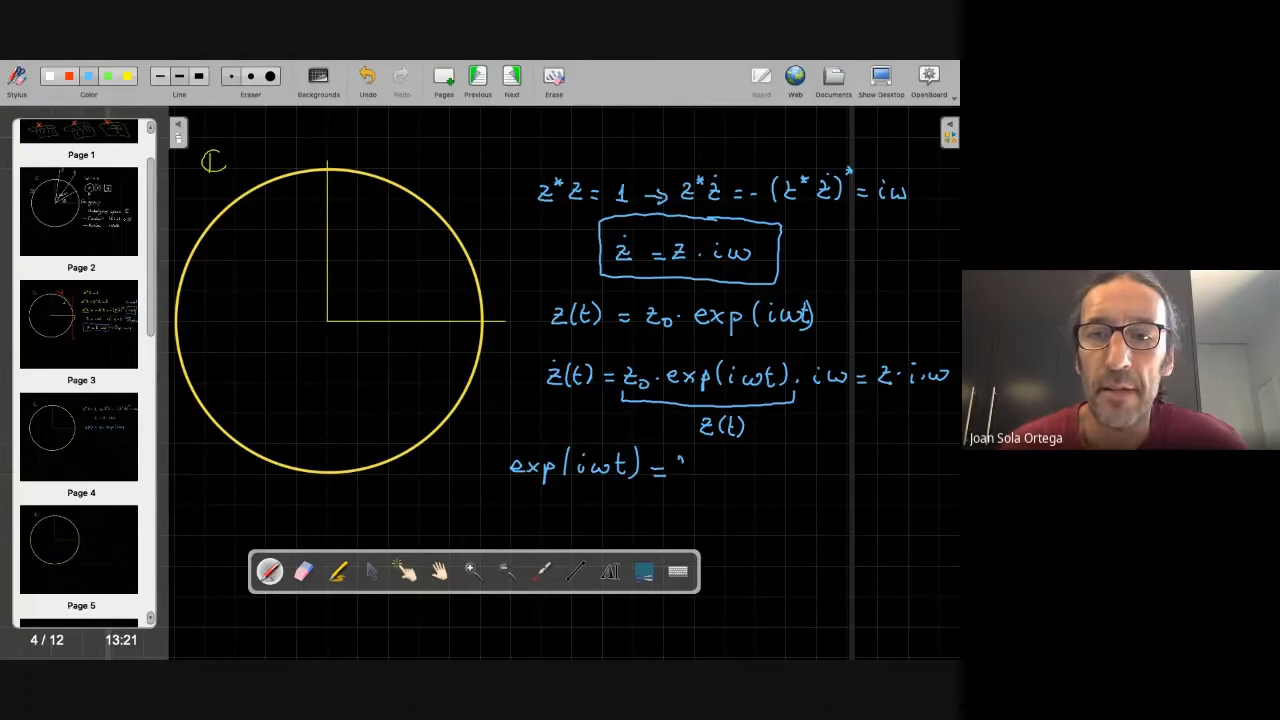 Stylus
Color
Line
Eraser
Backgrounds
Undo
Redo
Pages
Previous
Next
Erase
Board
Web
Documents
Show Desktop
OpenBoard
Page 1
Page 2
Page 3
Page 4
Page 5
4 / 12
13:21
ℂ
z* z = 1 → z* ż = - (z* ż)* = iω
ż = z · iω
z(t) = z₀ · exp(iωt)
ż(t) = z₀ · exp(iωt) · iω = z · i·ω
z(t)
exp(iωt) =
AI
Joan Sola Ortega